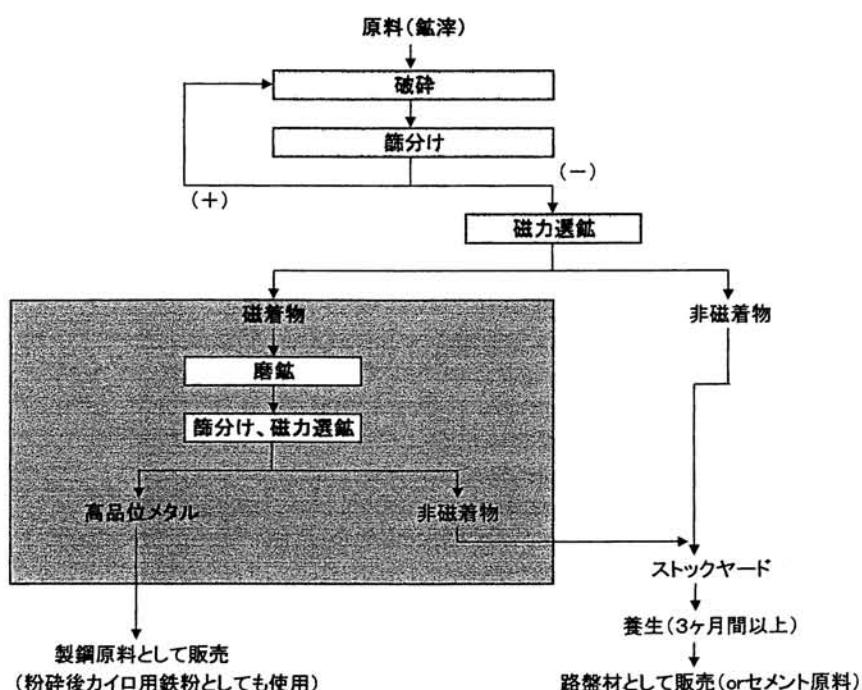 原料(鉱滓)
破砕
篩分け
(+)
(−)
磁力選鉱
磁着物
非磁着物
磨鉱
篩分け、磁力選鉱
高品位メタル
非磁着物
ストックヤード
養生(3ヶ月間以上)
製鋼原料として販売
(粉砕後カイロ用鉄粉としても使用)
路盤材として販売(orセメント原料)